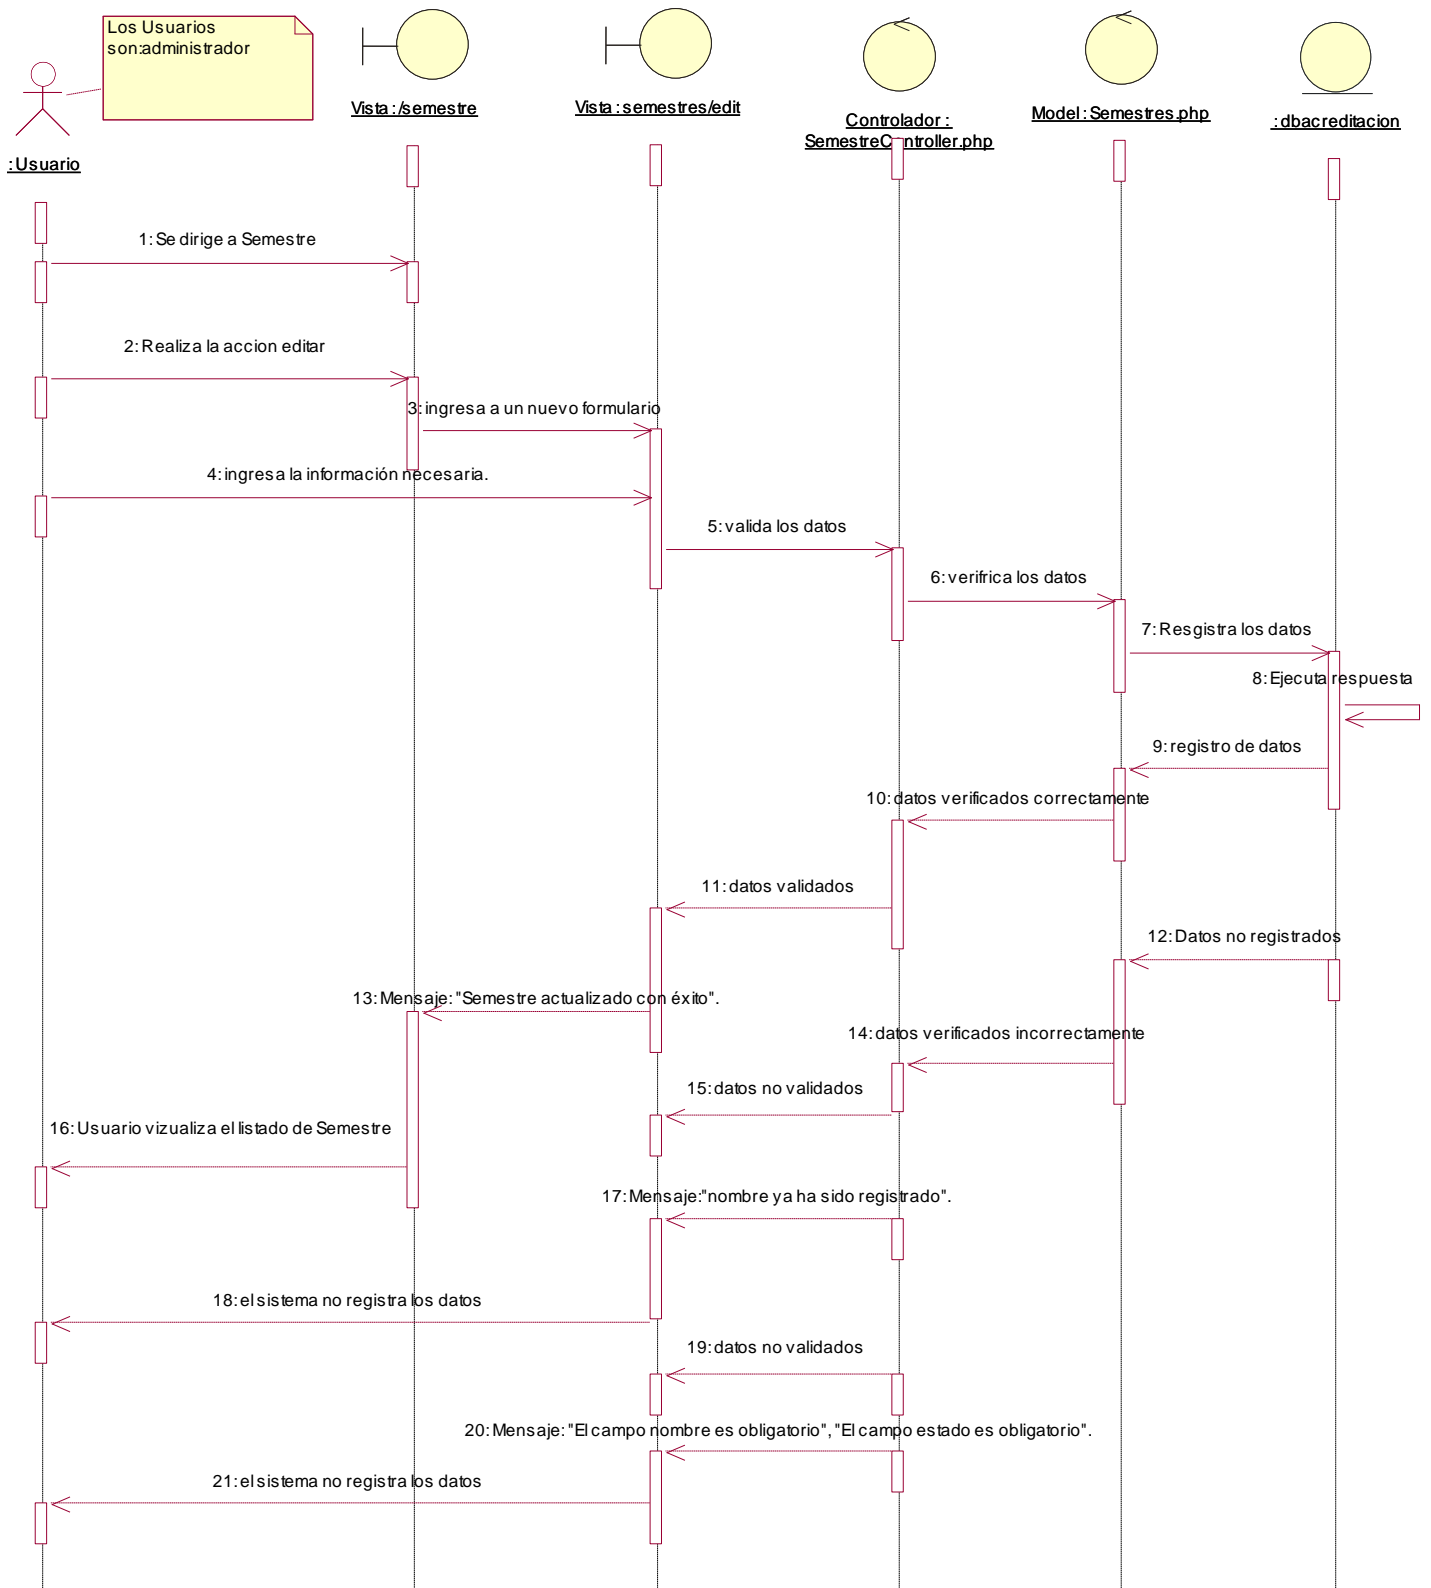 Los Usuarios
son:administrador
:Usuario
Vista :/semestre
Vista : semestres/edit
Controlador :
SemestreController.php
Model : Semestres.php
: dbacreditacion
1: Se dirige a Semestre
2: Realiza la accion editar
3: ingresa a un nuevo formulario
4: ingresa la información necesaria.
5: valida los datos
6: verifrica los datos
7: Resgistra los datos
8: Ejecuta respuesta
9: registro de datos
10: datos verificados correctamente
11: datos validados
12: Datos no registrados
13: Mensaje: "Semestre actualizado con éxito".
14: datos verificados incorrectamente
15: datos no validados
16: Usuario vizualiza el listado de Semestre
17: Mensaje:"nombre ya ha sido registrado".
18: el sistema no registra los datos
19: datos no validados
20: Mensaje: "El campo nombre es obligatorio", "El campo estado es obligatorio".
21: el sistema no registra los datos